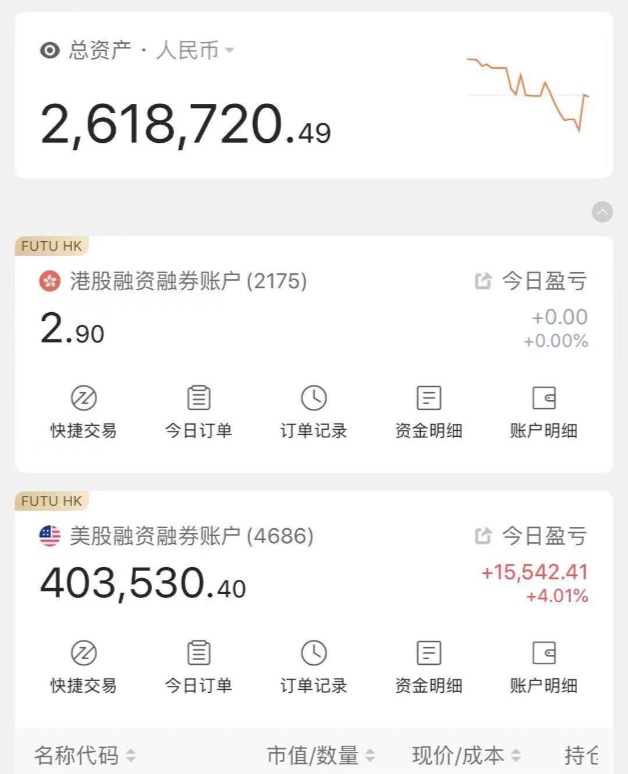 总资产 · 人民币
2,618,720.49
FUTU HK
港股融资融券账户(2175)
今日盈亏
2.90
+0.00
+0.00%
快捷交易 今日订单 订单记录 资金明细 账户明细
FUTU HK
美股融资融券账户(4686)
今日盈亏
403,530.40
+15,542.41
+4.01%
快捷交易 今日订单 订单记录 资金明细 账户明细
名称代码 市值/数量 现价/成本 持仓